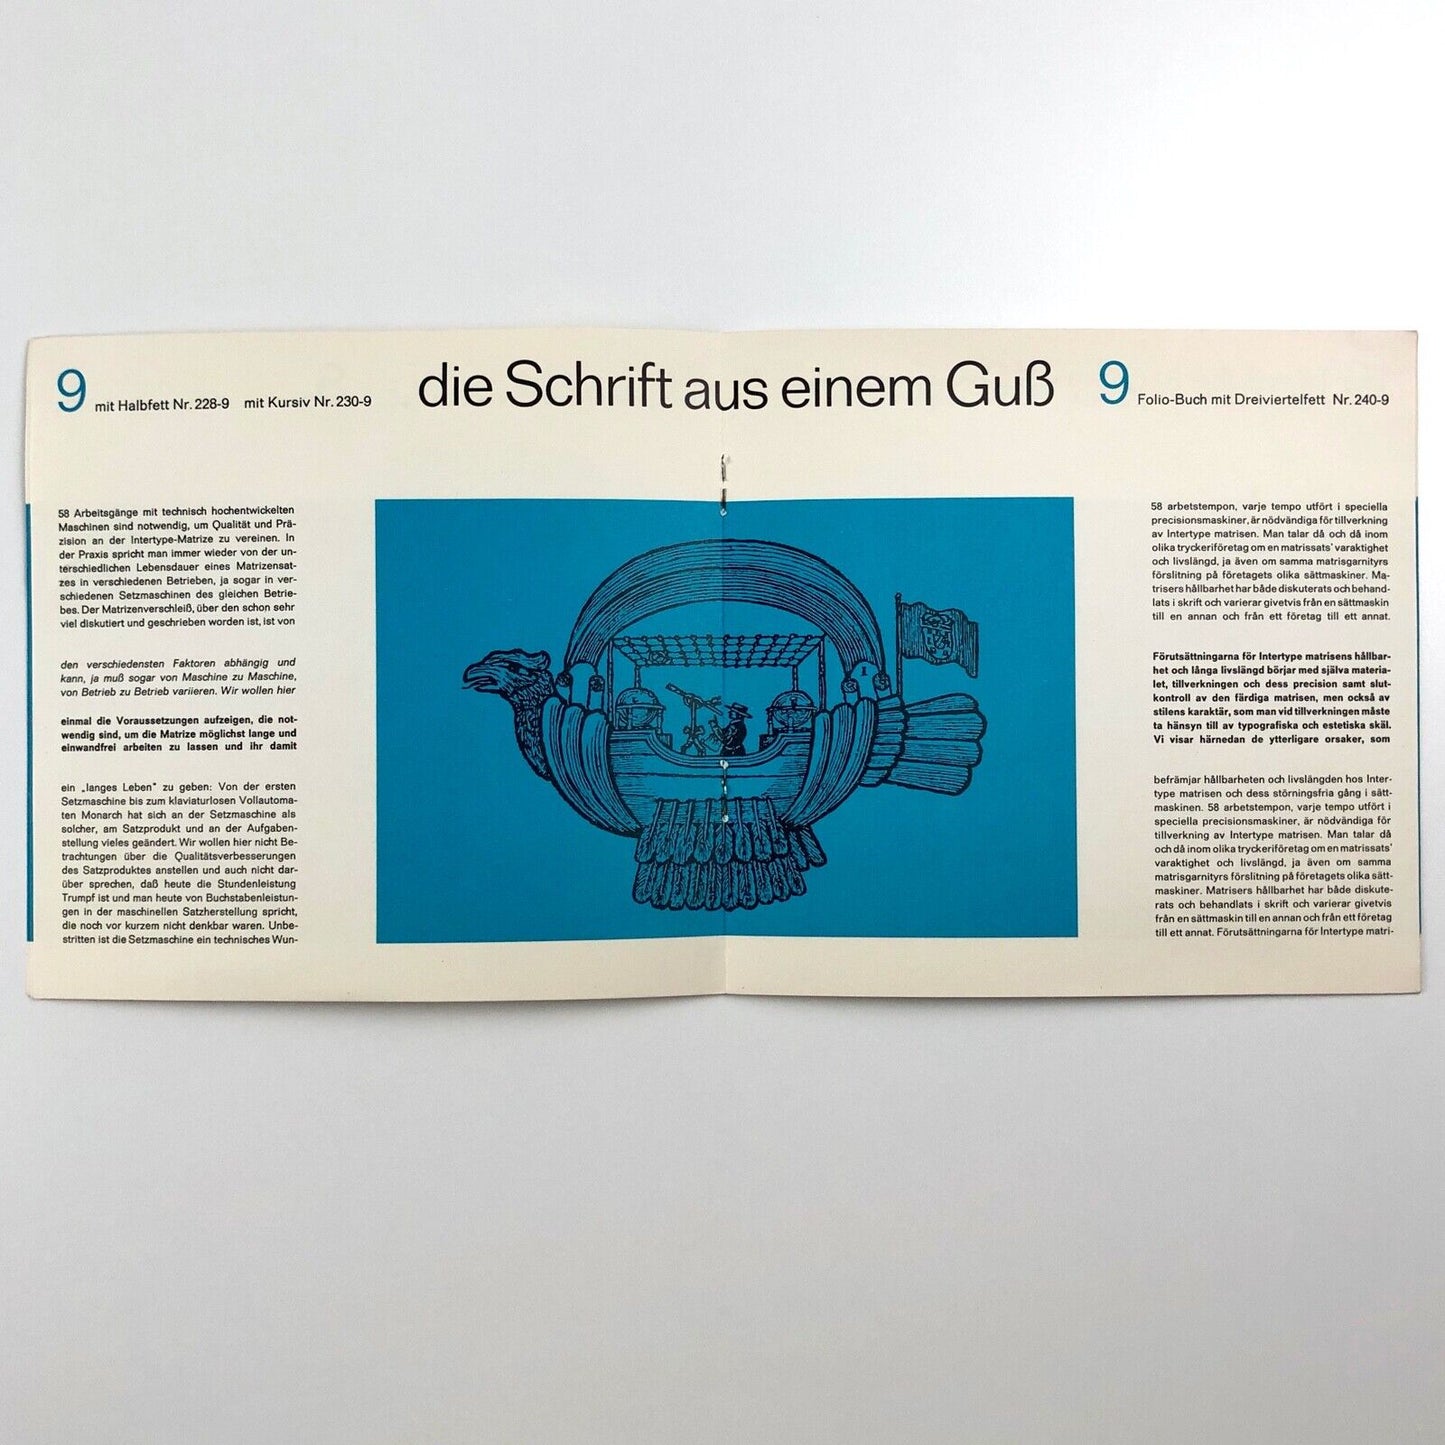 9 mit Halbfett Nr. 228-9 mit Kursiv Nr. 230-9
die Schrift aus einem Guß
9 Folio-Buch mit Dreiviertelfett Nr. 240-9
58 Arbeitsgänge mit technisch hochentwickelten
Maschinen sind notwendig, um Qualität und Prä-
zision an der Intertype-Matrize zu vereinen. In
der Praxis spricht man immer wieder von der un-
terschiedlichen Lebensdauer eines Matrizensat-
zes in verschiedenen Betrieben, ja sogar in ver-
schiedenen Setzmaschinen des gleichen Betrie-
bes. Der Matrizenverschleiß, über den schon sehr
viel diskutiert und geschrieben worden ist, ist von
den verschiedensten Faktoren abhängig und
kann, ja muß sogar von Maschine zu Maschine,
von Betrieb zu Betrieb variieren. Wir wollen hier
einmal die Voraussetzungen aufzeigen, die not-
wendig sind, um die Matrize möglichst lange und
einwandfrei arbeiten zu lassen und ihr damit
ein „langes Leben" zu geben: Von der ersten
Setzmaschine bis zum klaviaturlosen Vollautoma-
ten Monarch hat sich an der Setzmaschine als
solcher, am Satzprodukt und an der Aufgaben-
stellung vieles geändert. Wir wollen hier nicht Be-
trachtungen über die Qualitätsverbesserungen
des Satzproduktes anstellen und auch nicht dar-
über sprechen, daß heute die Stundenleistung
Trumpf ist und man heute von Buchstabenleistun-
gen in der maschinellen Satzherstellung spricht,
die noch vor kurzem nicht denkbar waren. Unbe-
stritten ist die Setzmaschine ein technisches Wun-
1
58 arbetstempon, varje tempo utfört i speciella
precisionsmaskiner, är nödvändiga för tillverkning
av Intertype matrisen. Man talar då och då inom
olika tryckeriföretag om en matrissats' varaktighet
och livslängd, ja även om samma matrisgarnityrs
förslitning på företagets olika sättmaskiner. Ma-
trisers hållbarhet har både diskuterats och behand-
lats i skrift och varierar givetvis från en sättmaskin
till en annan och från ett företag till ett annat.
Förutsättningarna för Intertype matrisens hållbar-
het och långa livslängd börjar med själva materia-
let, tillverkningen och dess precision samt slut-
kontroll av den färdiga matrisen, men också av
stilens karaktär, som man vid tillverkningen måste
ta hänsyn till av typografiska och estetiska skäl.
Vi visar härnedan de ytterligare orsaker, som
befrämjar hållbarheten och livslängden hos Inter-
type matrisen och dess störningsfria gång i sätt-
maskinen. 58 arbetstempon, varje tempo utfört i
speciella precisionsmaskiner, är nödvändiga för
tillverkning av Intertype matrisen. Man talar då
och då inom olika tryckeriföretag om en matrissats'
varaktighet och livslängd, ja även om samma
matrisgarnityrs förslitning på företagets olika sätt-
maskiner. Matrisers hållbarhet har både diskute-
rats och behandlats i skrift och varierar givetvis
från en sättmaskin till en annan och från ett företag
till ett annat. Förutsättningarna för Intertype matri-